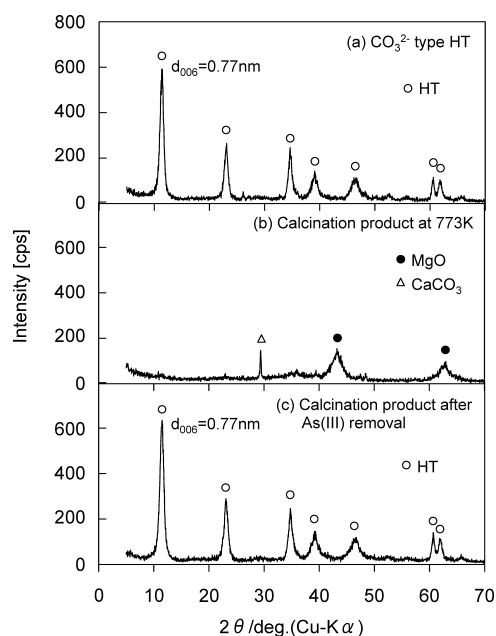 800
(a) CO₃²⁻ type HT
d₀₀₆=0.77nm
○ HT
600
400
200
0
(b) Calcination product at 773K
● MgO
△ CaCO₃
600
400
200
0
(c) Calcination product after
As(III) removal
d₀₀₆=0.77nm
○ HT
600
400
200
0
Intensity [cps]
0 10 20 30 40 50 60 70
2θ/deg.(Cu-Kα)